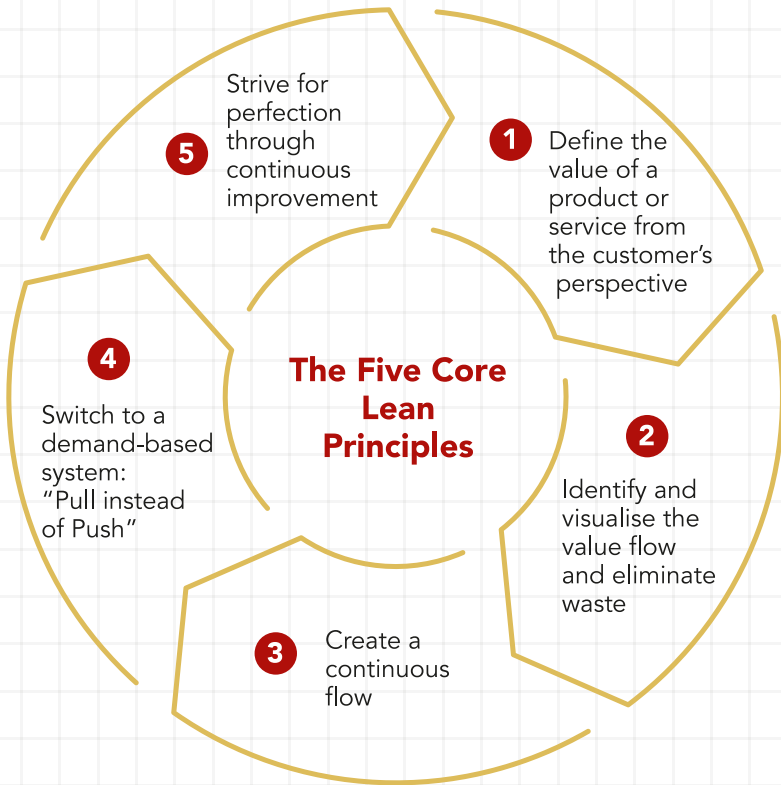 The Five Core
Lean
Principles
1
Define the
value of a
product or
service from
the customer’s
perspective
2
Identify and
visualise the
value flow
and eliminate
waste
3
Create a
continuous
flow
4
Switch to a
demand-based
system:
“Pull instead
of Push”
5
Strive for
perfection
through
continuous
improvement